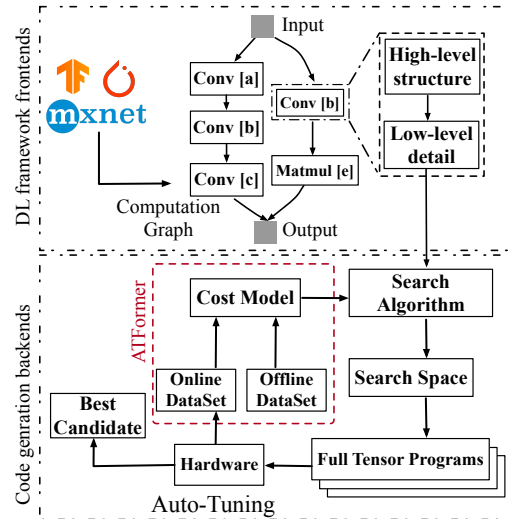 DL framework frontends
Input
mxnet
Conv [a]
Conv [b]
Conv [c]
Conv [b]
Matmul [e]
High-level
structure
Low-level
detail
Computation
Graph
Output
Code genration backends
ATFormer
Cost Model
Search
Algorithm
Online
DataSet
Offline
DataSet
Search Space
Best
Candidate
Hardware
Full Tensor Programs
Auto-Tuning